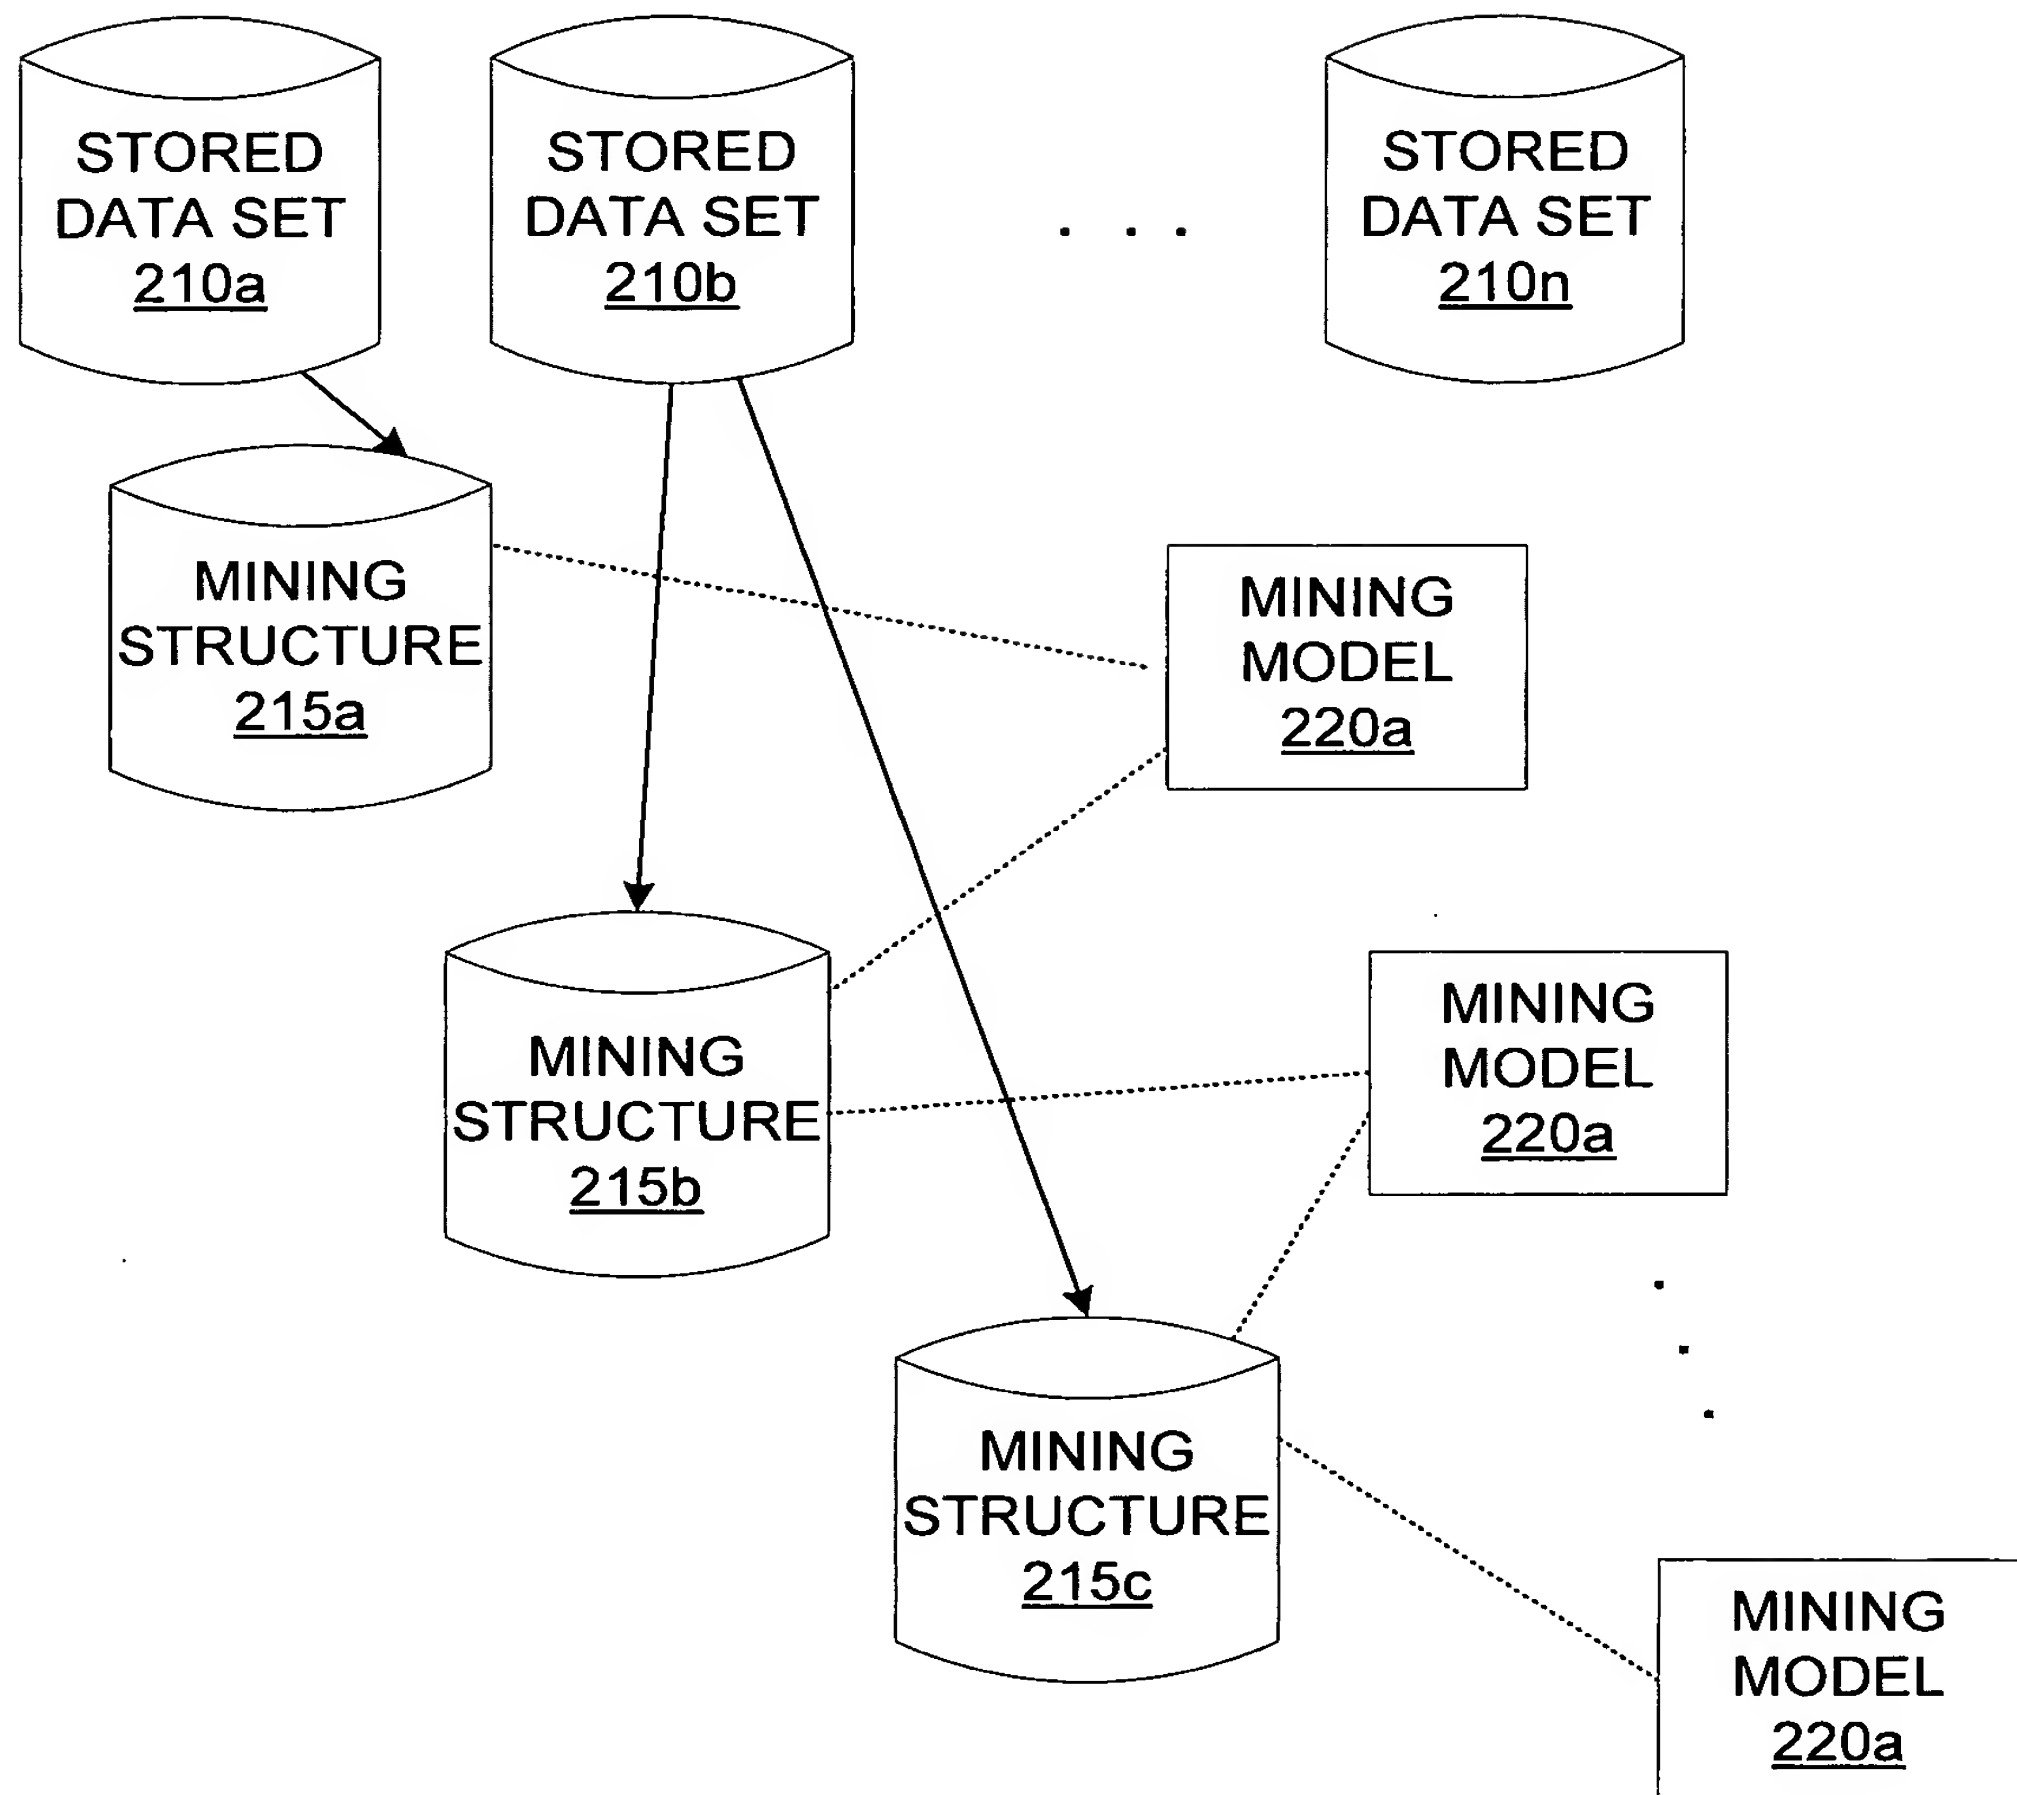 STORED
DATA SET
210a
STORED
DATA SET
210b
. . .
STORED
DATA SET
210n
MINING
STRUCTURE
215a
MINING
MODEL
220a
MINING
STRUCTURE
215b
MINING
MODEL
220a
MINING
STRUCTURE
215c
MINING
MODEL
220a